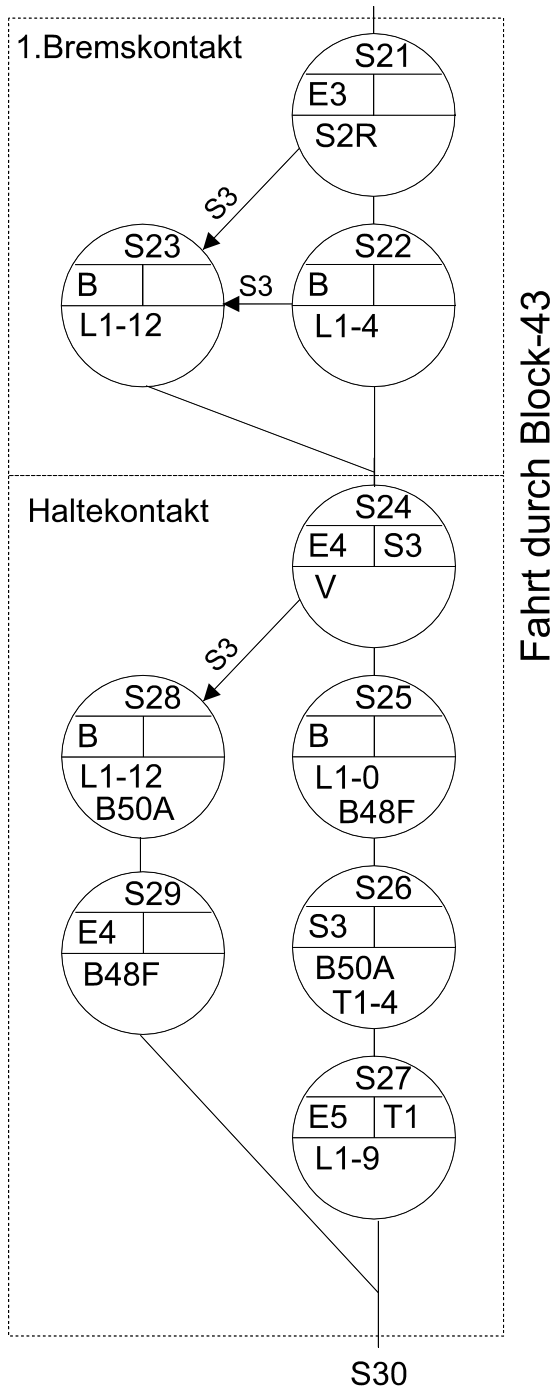 1.Bremskontakt
S21
E3
S2R
S3
S23
B
L1-12
S3
S22
B
L1-4
Haltekontakt
S24
E4 S3
V
S3
S28
B
L1-12
B50A
S25
B
L1-0
B48F
S29
E4
B48F
S26
S3
B50A
T1-4
S27
E5 T1
L1-9
S30
Fahrt durch Block-43